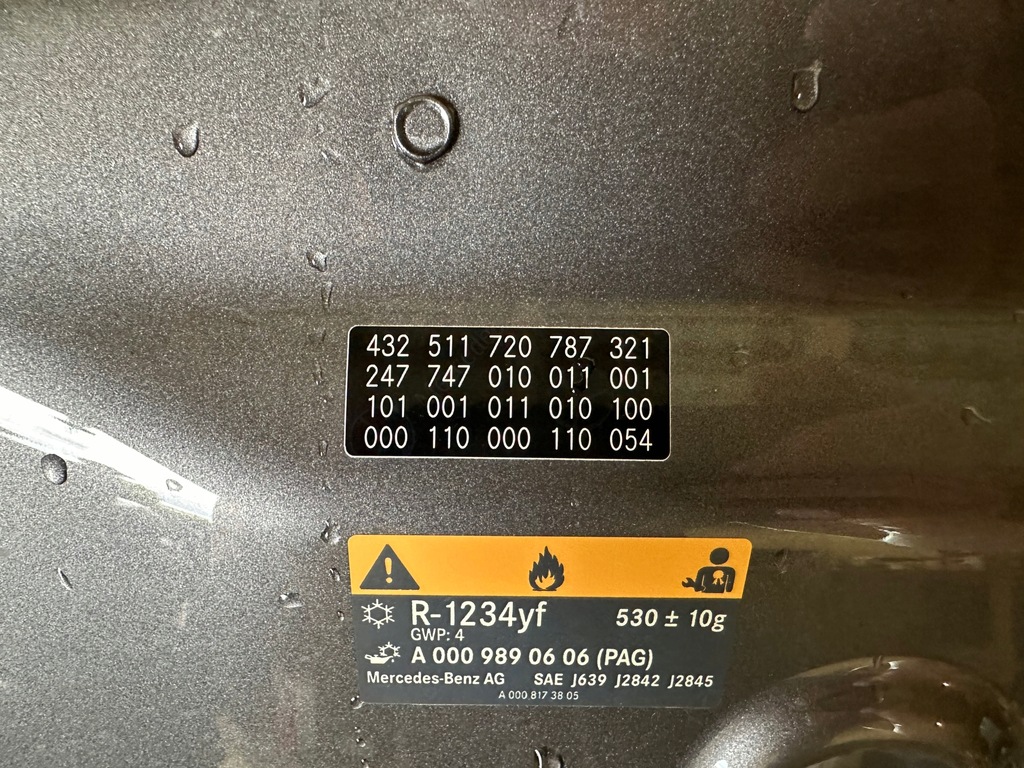 432 511 720 787 321
247 747 010 011 001
101 001 011 010 100
000 110 000 110 054
R-1234yf 530 ± 10g
GWP: 4
A 000 989 06 06 (PAG)
Mercedes-Benz AG SAE J639 J2842 J2845
A 000 817 38 05